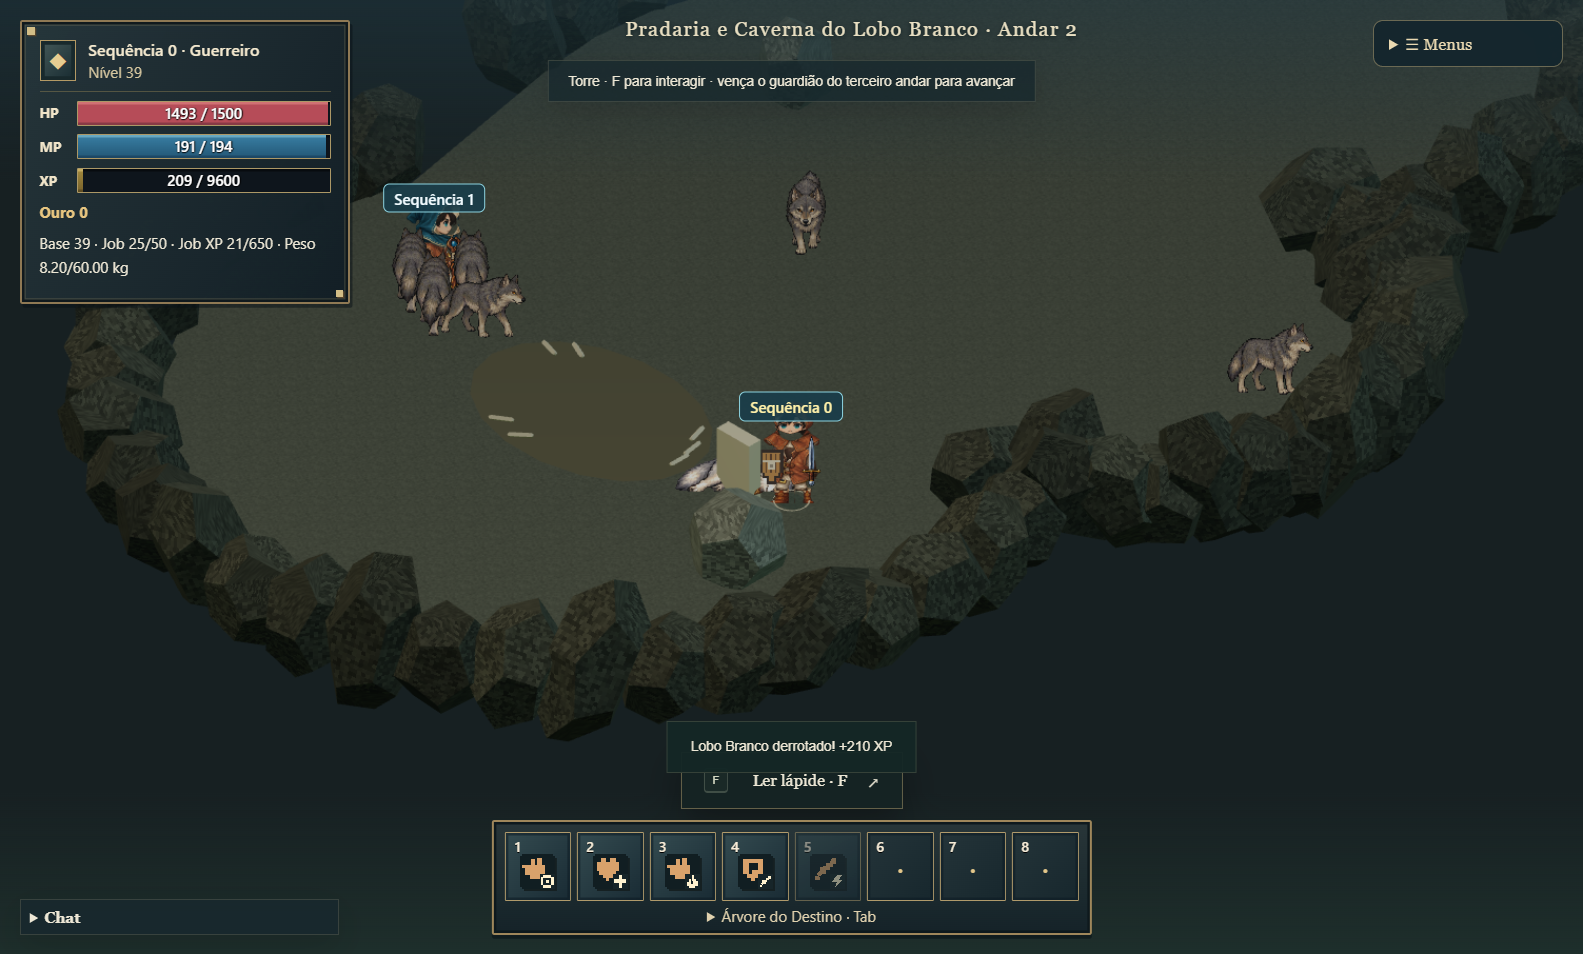 Sequência 0 · Guerreiro
Nível 39
HP
1493 / 1500
MP
191 / 194
XP
209 / 9600
Ouro 0
Base 39 · Job 25/50 · Job XP 21/650 · Peso
8.20/60.00 kg
Pradaria e Caverna do Lobo Branco · Andar 2
Torre · F para interagir · vença o guardião do terceiro andar para avançar
▶ ☰ Menus
Sequência 1
Sequência 0
Lobo Branco derrotado! +210 XP
F Ler lápide · F ↗
1 2 3 4 5 6 7 8
▶ Árvore do Destino · Tab
▶ Chat